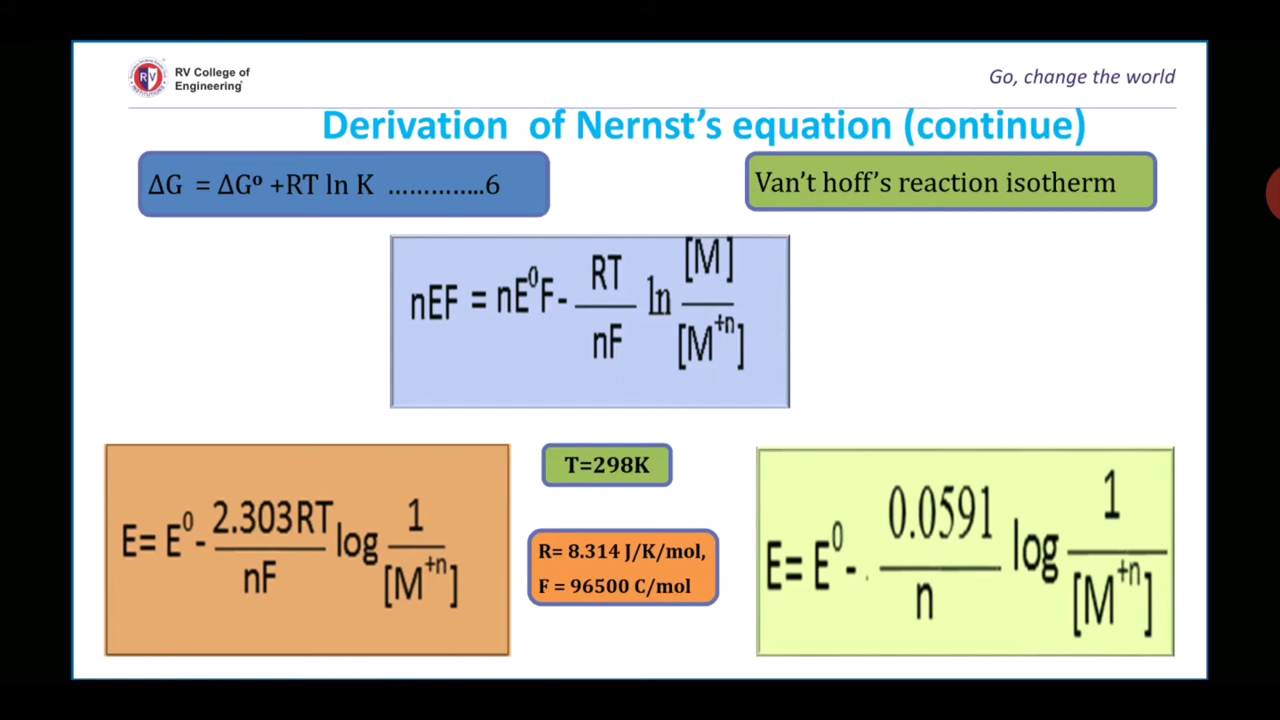 RV College of
Engineering
Go, change the world
Derivation of Nernst's equation (continue)
ΔG = ΔGº +RT ln K …………..6
Van't hoff's reaction isotherm
nEF = nE⁰F- RT/nF ln [M]/[M⁺ⁿ]
E= E⁰- 2.303RT/nF log 1/[M⁺ⁿ]
T=298K
R= 8.314 J/K/mol,
F = 96500 C/mol
E= E⁰- 0.0591/n log 1/[M⁺ⁿ]